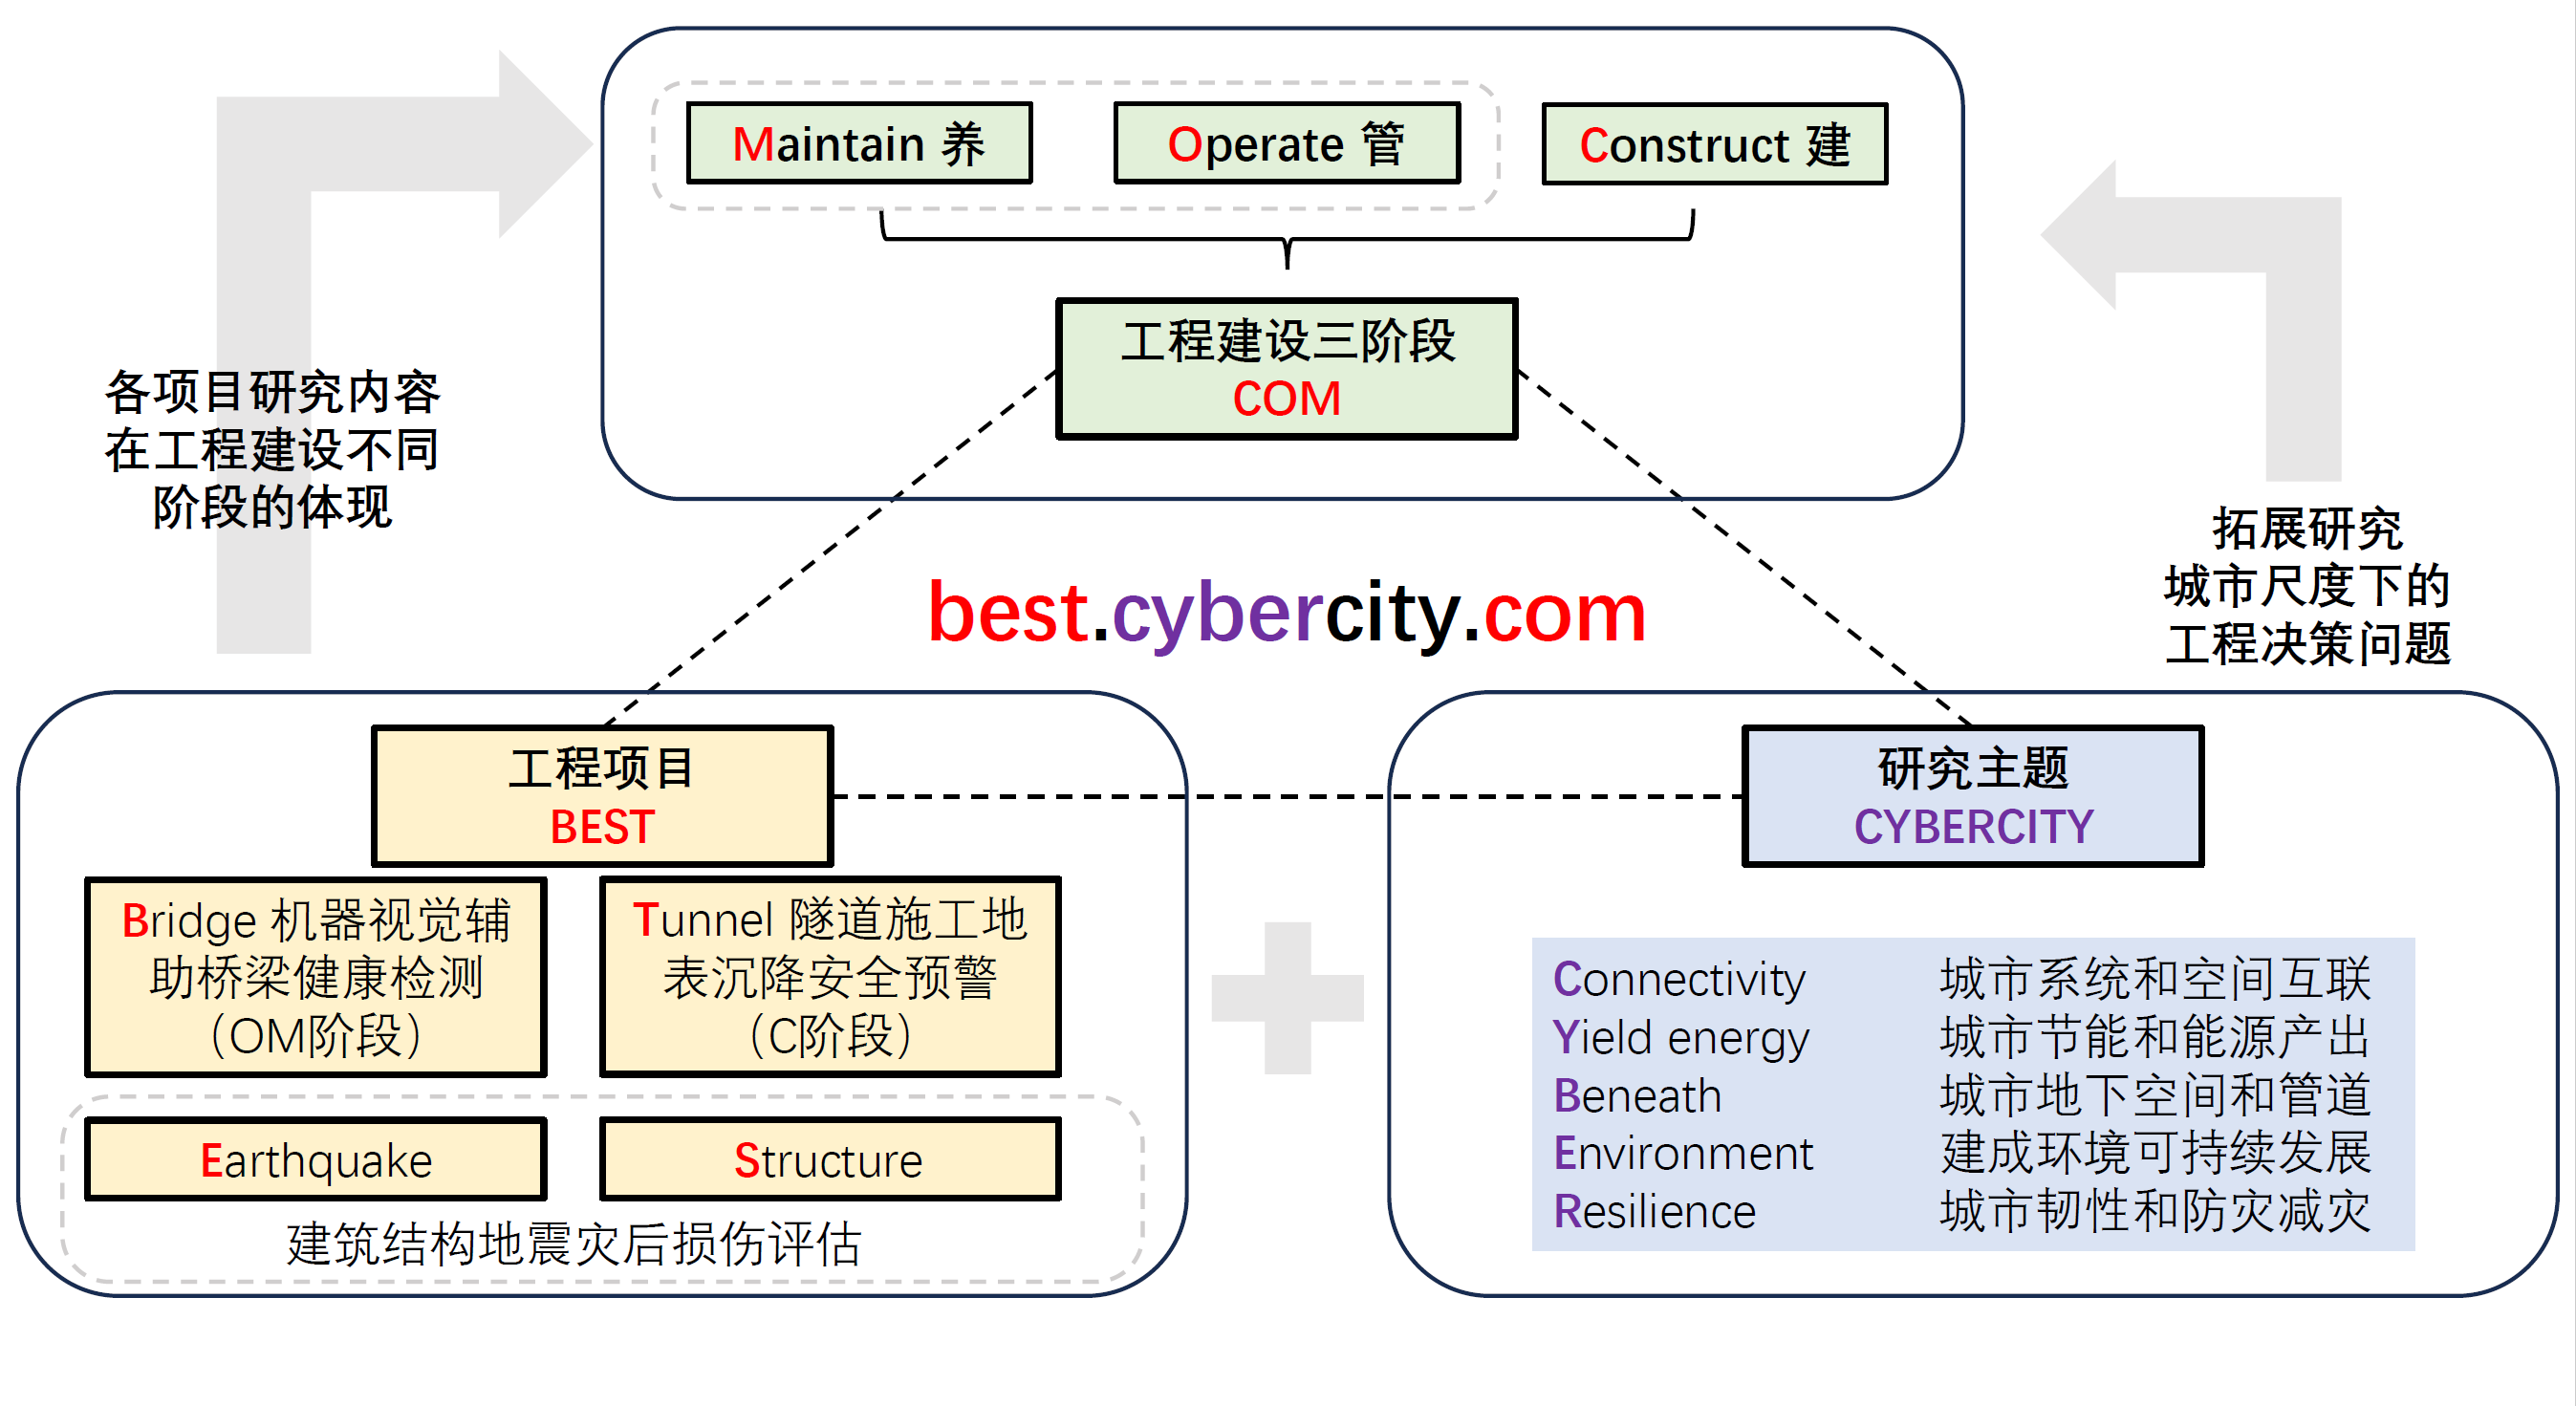 Maintain 养
Operate 管
Construct 建
工程建设三阶段
COM
各项目研究内容
在工程建设不同
阶段的体现
拓展研究
城市尺度下的
工程决策问题
best.cybercity.com
工程项目
BEST
Bridge 机器视觉辅
助桥梁健康检测
（OM阶段）
Tunnel 隧道施工地
表沉降安全预警
（C阶段）
Earthquake
Structure
建筑结构地震灾后损伤评估
研究主题
CYBERCITY
Connectivity 城市系统和空间互联
Yield energy 城市节能和能源产出
Beneath 城市地下空间和管道
Environment 建成环境可持续发展
Resilience 城市韧性和防灾减灾